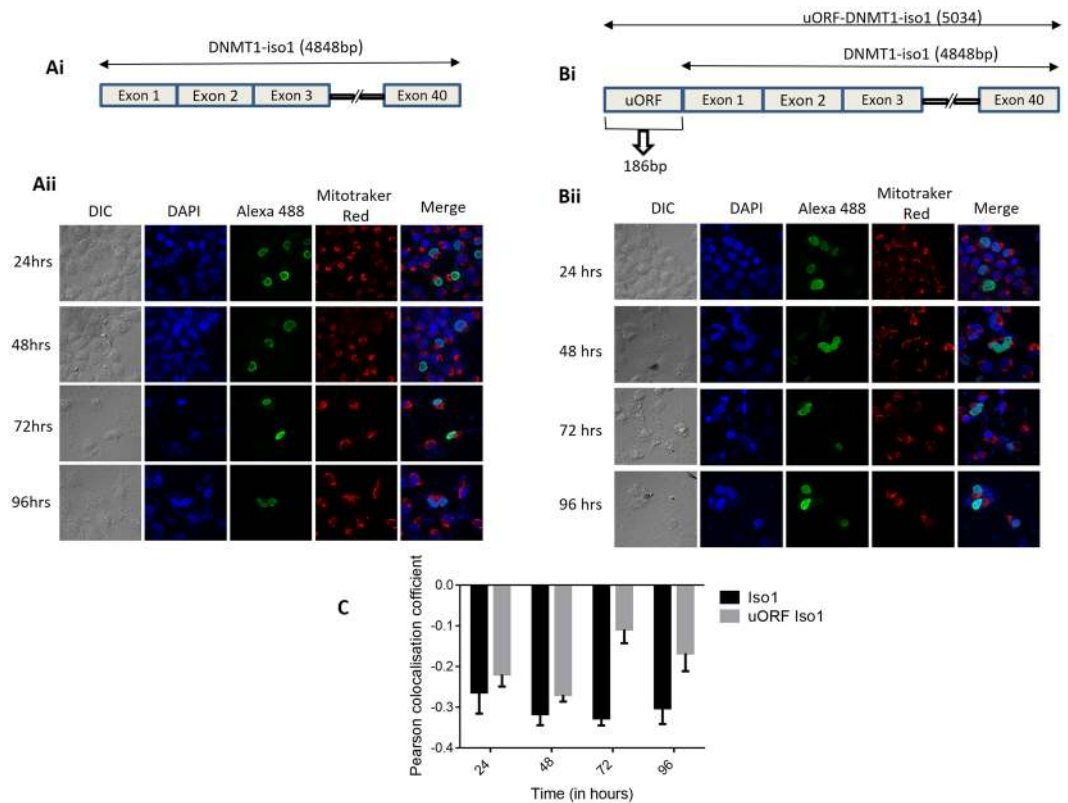 Ai
DNMT1-iso1 (4848bp)
Exon 1 Exon 2 Exon 3 Exon 40
Aii
DIC DAPI Alexa 488 Mitotraker Red Merge
24hrs
48hrs
72hrs
96hrs
uORF-DNMT1-iso1 (5034)
Bi
DNMT1-iso1 (4848bp)
uORF Exon 1 Exon 2 Exon 3 Exon 40
186bp
Bii
DIC DAPI Alexa 488 Mitotraker Red Merge
24 hrs
48 hrs
72 hrs
96 hrs
C
Pearson colocalisation cofficient
0.0
-0.1
-0.2
-0.3
-0.4
24 48 72 96
Time (in hours)
Iso1
uORF Iso1